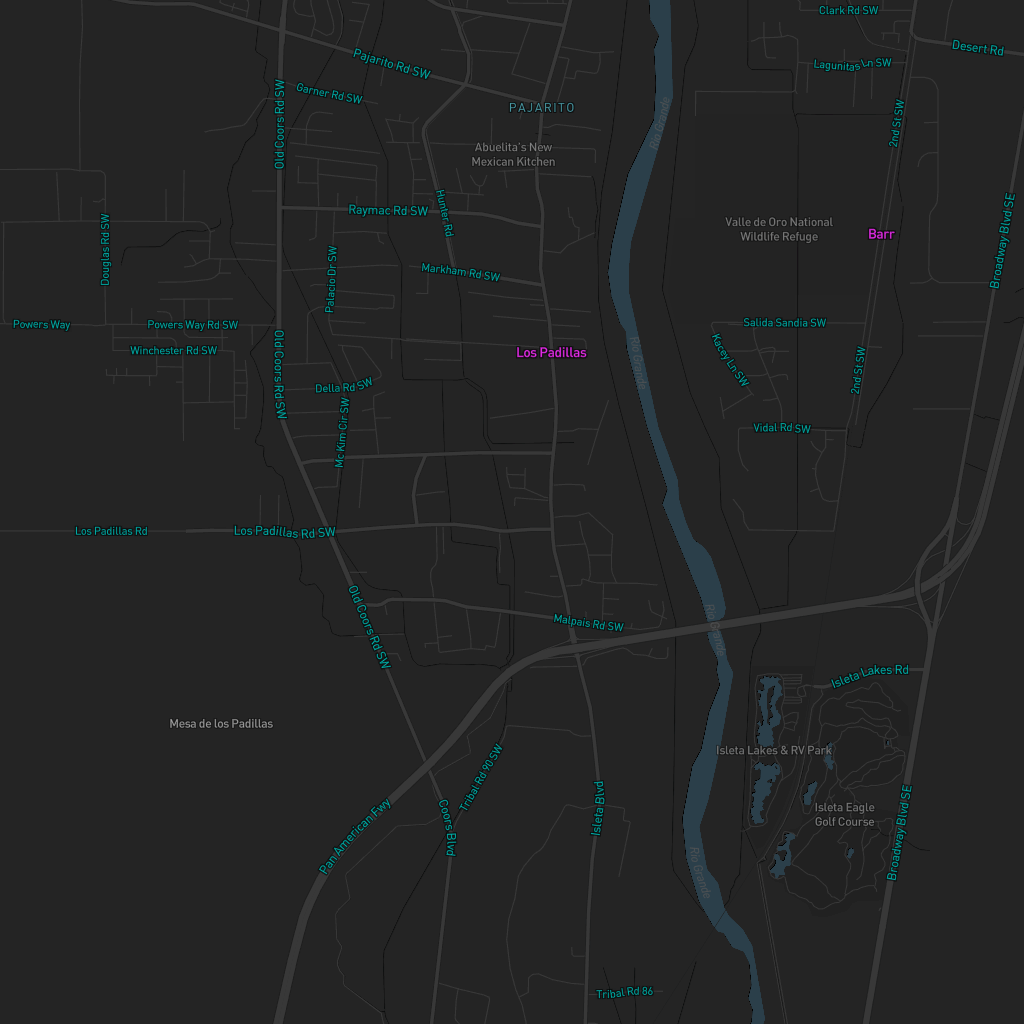 Clark Rd SW
Desert Rd
Pajarito Rd SW
Lagunitas Ln SW
Garner Rd SW
PAJARITO
Old Coors Rd SW
Rio Grande
2nd St SW
Abuelita's New
Mexican Kitchen
Hunter Rd
Raymac Rd SW
Valle de Oro National
Wildlife Refuge
Barr
Broadway Blvd SE
Douglas Rd SW
Palacio Dr SW
Markham Rd SW
Powers Way
Powers Way Rd SW
Salida Sandia SW
Winchester Rd SW
Old Coors Rd SW
Los Padillas
Rio Grande
Kacey Ln SW
2nd St SW
Della Rd SW
Mc Kim Cir SW
Vidal Rd SW
Los Padillas Rd
Los Padillas Rd SW
Old Coors Rd SW
Malpais Rd SW
Rio Grande
Isleta Lakes Rd
Mesa de los Padillas
Isleta Lakes & RV Park
Tribal Rd 90 SW
Isleta Blvd
Isleta Eagle
Golf Course
Pan American Fwy
Coors Blvd
Broadway Blvd SE
Rio Grande
Tribal Rd 86